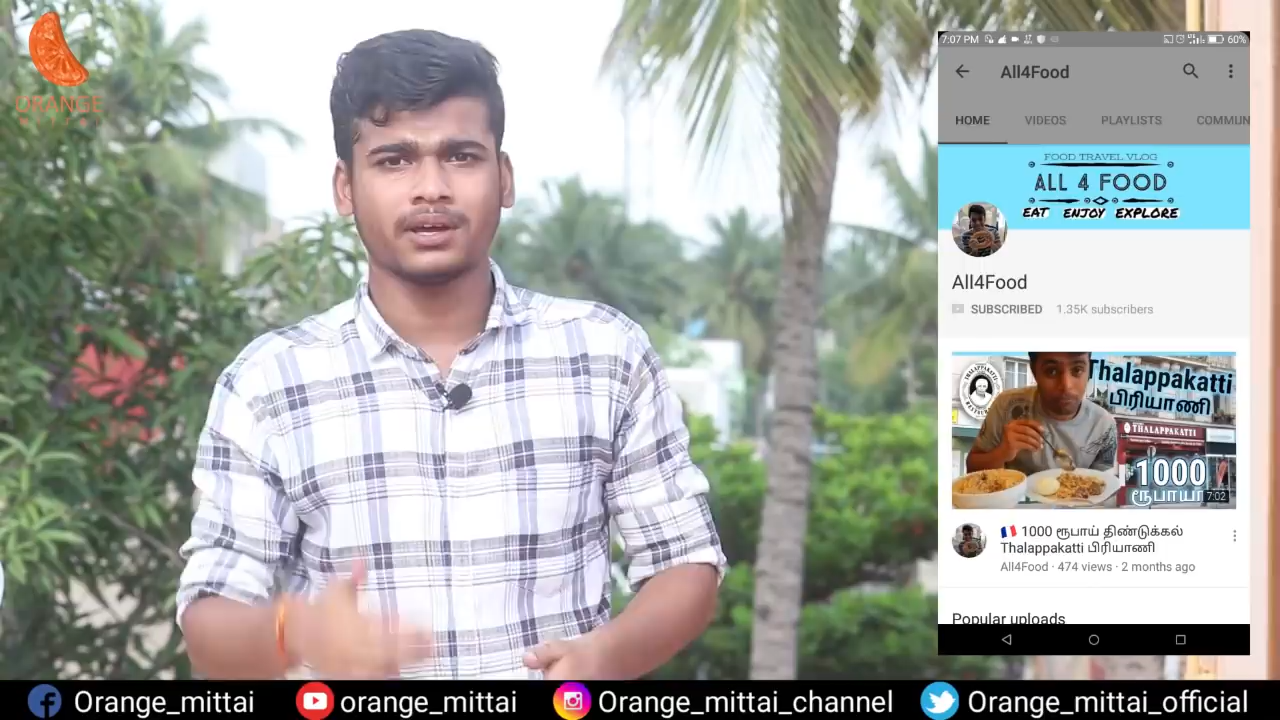 ORANGE
7:07 PM
60%
All4Food
HOME VIDEOS PLAYLISTS COMMUN
FOOD TRAVEL VLOG
ALL 4 FOOD
EAT ENJOY EXPLORE
All4Food
SUBSCRIBED 1.35K subscribers
Thalappakatti
பிரியாணி
THALAPPAKATTI
1000
ரூபாய்
7:02
🇫🇷 1000 ரூபாய் திண்டுக்கல்
Thalappakatti பிரியாணி
All4Food · 474 views · 2 months ago
Popular uploads
Orange_mittai orange_mittai Orange_mittai_channel Orange_mittai_official